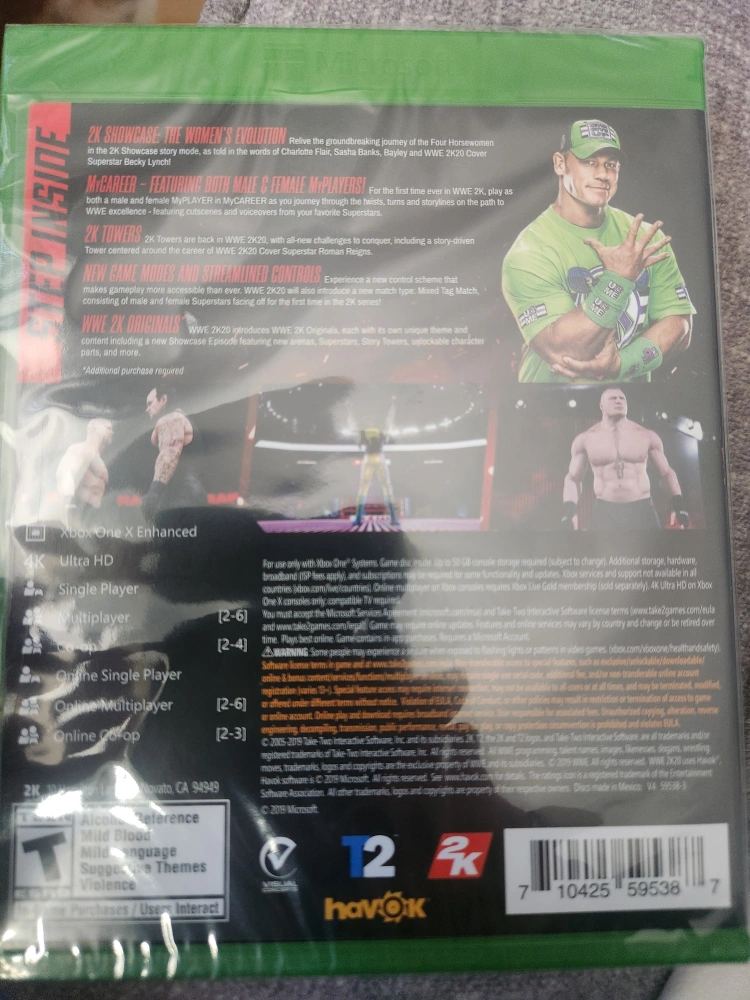 Microsoft
STEP INSIDE
2K SHOWCASE: THE WOMEN'S EVOLUTION Relive the groundbreaking journey of the Four Horsewomen
in the 2K Showcase story mode, as told in the words of Charlotte Flair, Sasha Banks, Bayley and WWE 2K20 Cover
Superstar Becky Lynch!
MyCAREER - FEATURING BOTH MALE & FEMALE MyPLAYERS! For the first time ever in WWE 2K, play as
both a male and female MyPLAYER in MyCAREER as you journey through the twists, turns and storylines on the path to
WWE excellence - featuring cutscenes and voiceovers from your favorite Superstars.
2K TOWERS 2K Towers are back in WWE 2K20, with all-new challenges to conquer, including a story-driven
Tower centered around the career of WWE 2K20 Cover Superstar Roman Reigns.
NEW GAME MODES AND STREAMLINED CONTROLS Experience a new control scheme that
makes gameplay more accessible than ever. WWE 2K20 will also introduce a new match type: Mixed Tag Match,
consisting of male and female Superstars facing off for the first time in the 2K series!
WWE 2K ORIGINALS* WWE 2K20 introduces WWE 2K Originals, each with its own unique theme and
content including a new Showcase Episode featuring new arenas, Superstars, Story Towers, unlockable character
parts, and more.
*Additional purchase required
Xbox One X Enhanced
4K Ultra HD
Single Player
Multiplayer [2-6]
Co-op [2-4]
Online Single Player
Online Multiplayer [2-6]
Online Co-op [2-3]
For use only with Xbox One® Systems. Game disc inside. Up to 50 GB console storage required (subject to change). Additional storage, hardware,
broadband (ISP fees apply), and subscriptions may be required for some functionality and updates. Xbox services and support not available in all
countries (xbox.com/live/countries). Online multiplayer on Xbox consoles requires Xbox Live Gold membership (sold separately). 4K Ultra HD on Xbox
One X consoles only; compatible TV required.
You must accept the Microsoft Services Agreement (microsoft.com/msa) and Take-Two Interactive Software license terms (www.take2games.com/eula
and www.take2games.com/legal). Game may require online updates. Features and online services may vary by country and change or be retired over
time. Plays best online. Game contains in-app purchases. Requires a Microsoft Account.
WARNING Some people may experience a seizure when exposed to flashing lights or patterns in video games. (xbox.com/xboxone/healthandsafety).
Software license terms in game and at www.take2games.com
© 2005-2019 Take-Two Interactive Software, Inc. and its subsidiaries. 2K, T2, the 2K and T2 logos, and Take-Two Interactive Software, are all trademarks and/or
registered trademarks of Take-Two Interactive Software, Inc. All rights reserved. All WWE programming, talent names, images, likenesses, slogans, wrestling
moves, trademarks, logos and copyrights are the exclusive property of WWE and its subsidiaries. © 2019 WWE. All rights reserved. WWE 2K20 uses Havok®.
Havok software is © 2019 Microsoft. All rights reserved. See www.havok.com for details. The ratings icon is a registered trademark of the Entertainment
Software Association. All other trademarks, logos and copyrights are property of their respective owners. Discs made in Mexico. V4 59538-3
© 2019 Microsoft.
2K Novato, CA 94949
TEEN
T
Alcohol Reference
Mild Blood
Mild Language
Suggestive Themes
Violence
In-Game Purchases / Users Interact
VISUAL CONCEPTS
T2
2K
havok
7 10425 59538 7